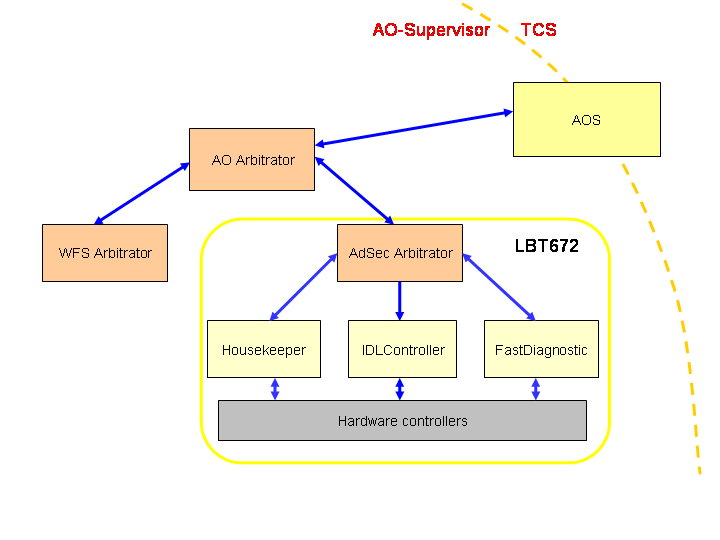 AO-Supervisor TCS
AOS
AO Arbitrator
WFS Arbitrator
AdSec Arbitrator
LBT672
Housekeeper
IDLController
FastDiagnostic
Hardware controllers